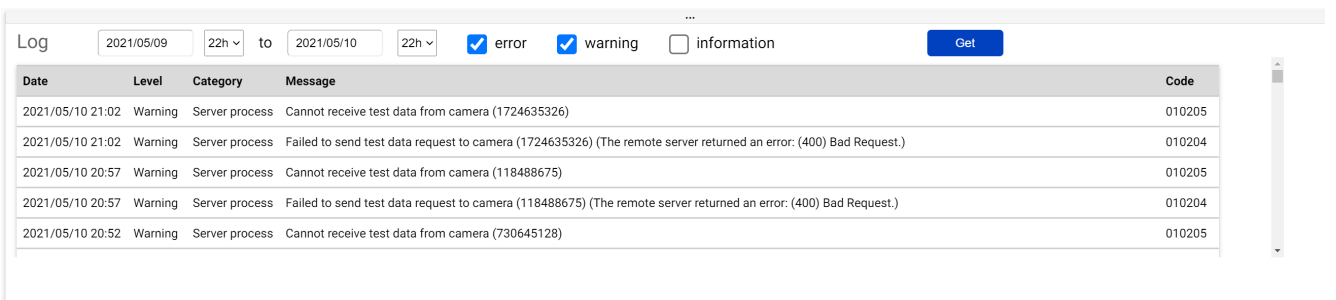 ...
Log 2021/05/09 22h to 2021/05/10 22h error warning information Get
Date Level Category Message Code
2021/05/10 21:02 Warning Server process Cannot receive test data from camera (1724635326) 010205
2021/05/10 21:02 Warning Server process Failed to send test data request to camera (1724635326) (The remote server returned an error: (400) Bad Request.) 010204
2021/05/10 20:57 Warning Server process Cannot receive test data from camera (118488675) 010205
2021/05/10 20:57 Warning Server process Failed to send test data request to camera (118488675) (The remote server returned an error: (400) Bad Request.) 010204
2021/05/10 20:52 Warning Server process Cannot receive test data from camera (730645128) 010205